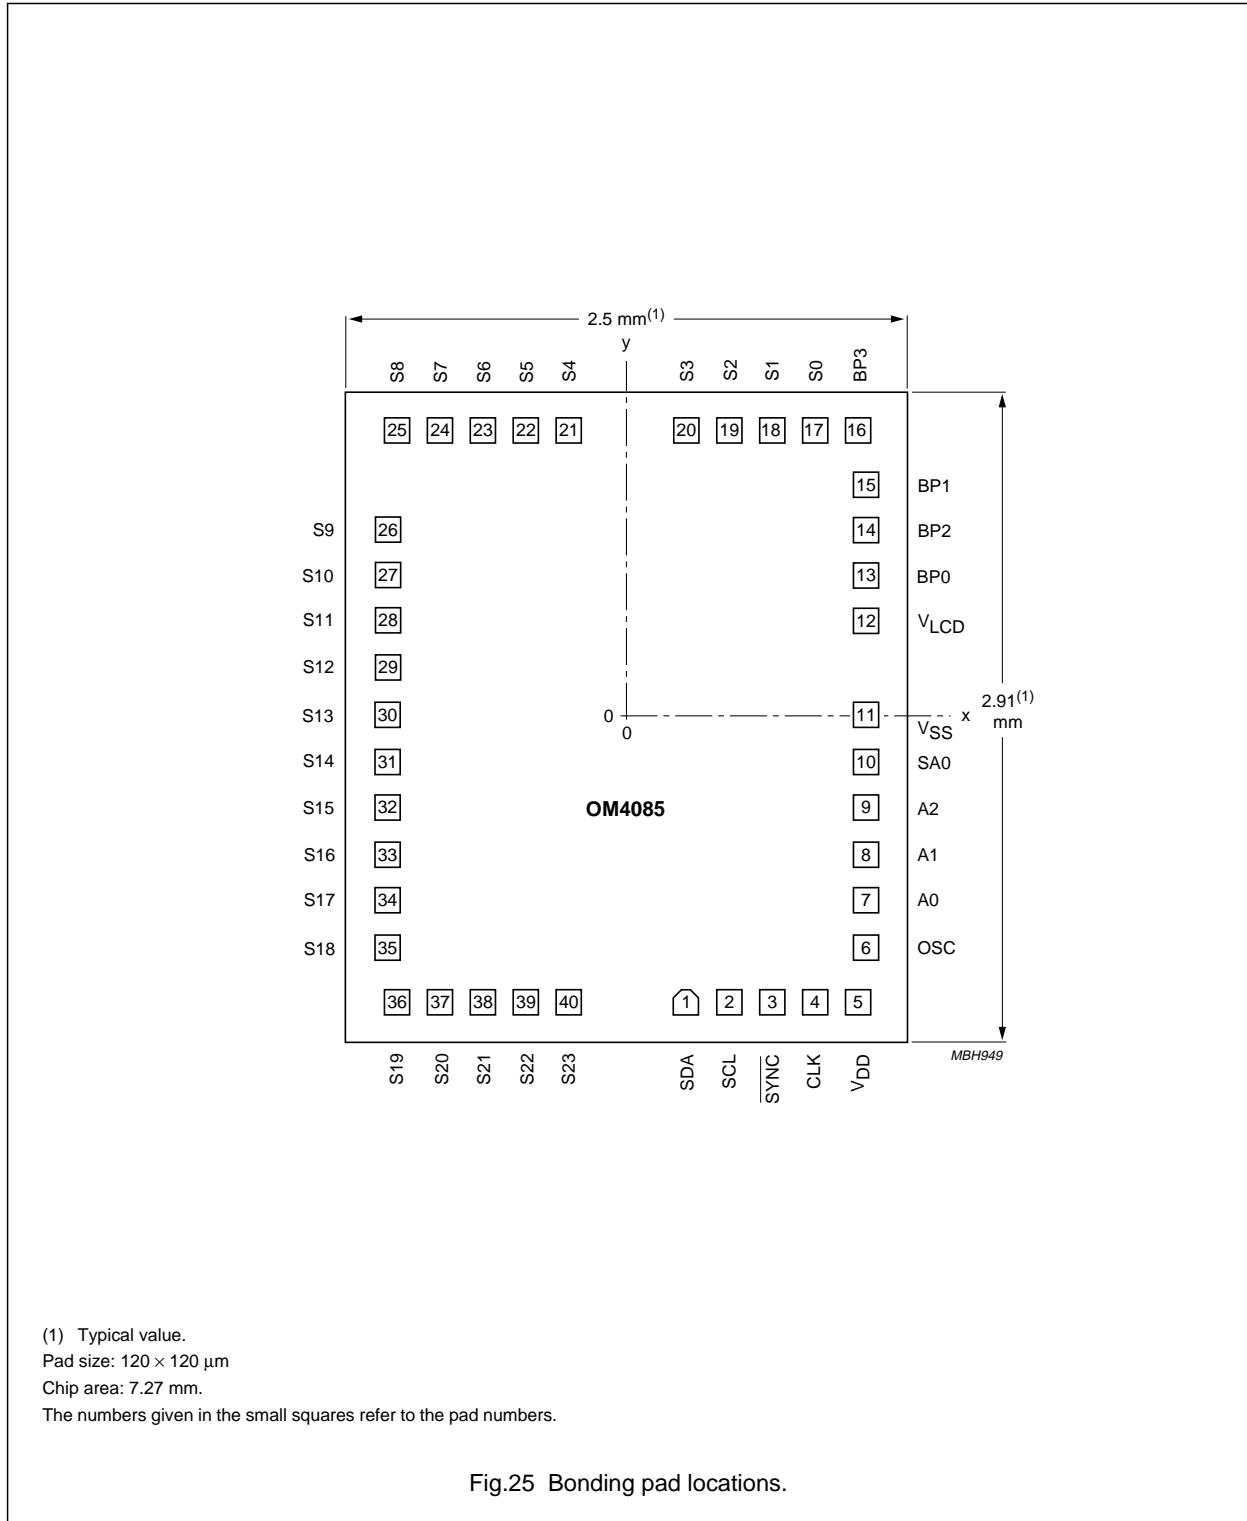 2.5 mm(1)
y
S8 S7 S6 S5 S4 S3 S2 S1 S0 BP3
25 24 23 22 21 20 19 18 17 16
15 BP1
S9 26 14 BP2
S10 27 13 BP0
S11 28 12 VLCD
S12 29
S13 30 0 11 x 2.91(1)
0 VSS mm
S14 31 10 SA0
S15 32 OM4085 9 A2
S16 33 8 A1
S17 34 7 A0
S18 35 6 OSC
36 37 38 39 40 1 2 3 4 5
MBH949
S19 S20 S21 S22 S23 SDA SCL SYNC CLK VDD
(1) Typical value.
Pad size: 120 × 120 µm
Chip area: 7.27 mm.
The numbers given in the small squares refer to the pad numbers.
Fig.25 Bonding pad locations.